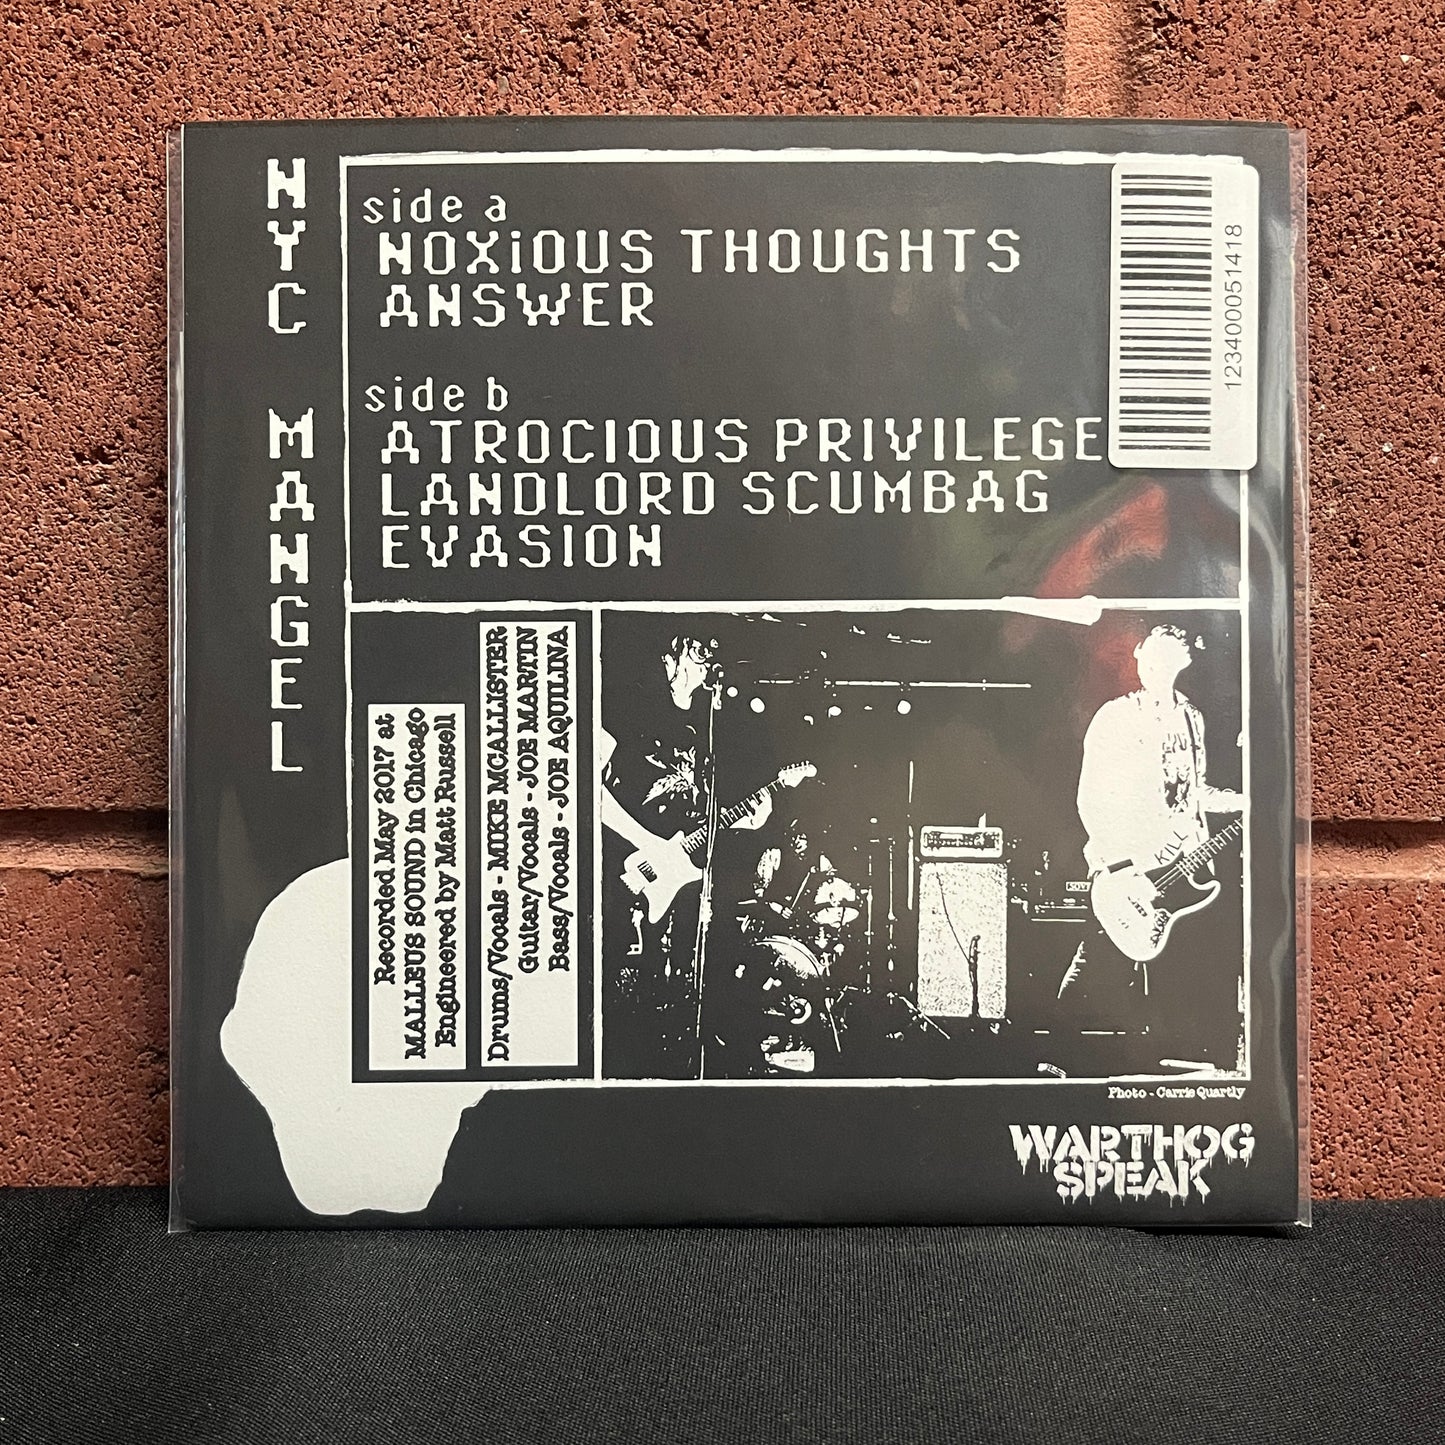 NYC MANGEL
side a
NOXiOUS THOUGHTS
ANSWER
side b
ATROCIOUS PRIVILEGE
LANDLORD SCUMBAG
EVASION
1234000051418
Recorded May 2017 at
MALLEUS SOUND in Chicago
Engineered by Matt Russell
Drums/Vocals - MIKE MCALLISTER
Guitar/Vocals - JOE MARTIN
Bass/Vocals - JOE AQUILINA
KILL
Photo - Carrie Quartly
WARTHOG
SPEAK